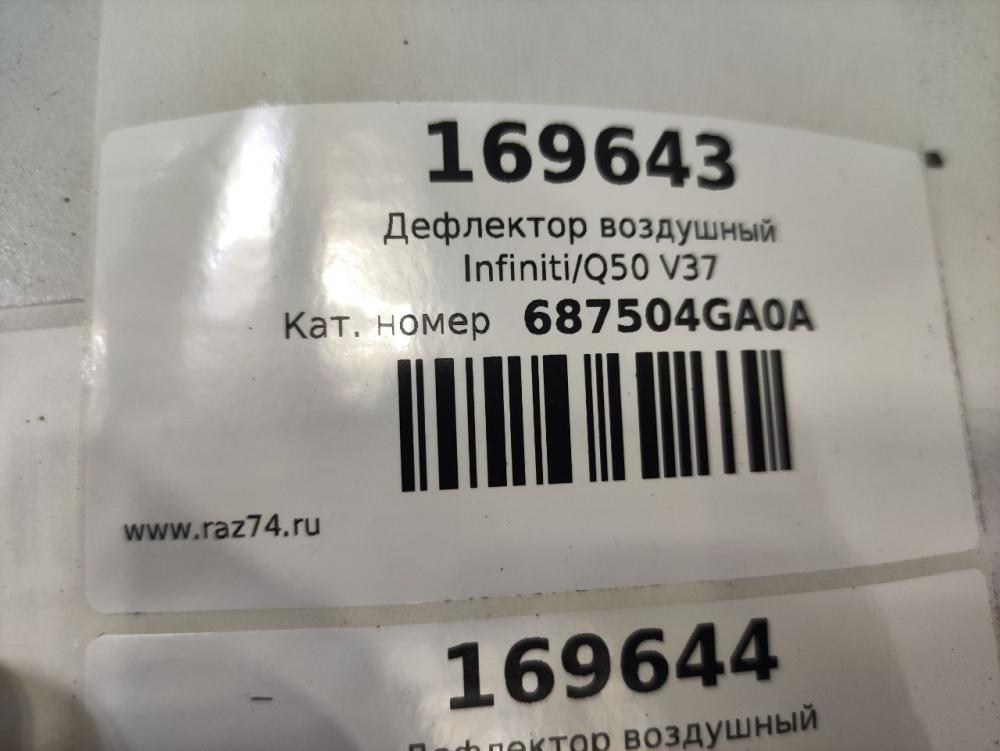 169643
Дефлектор воздушный
Infiniti/Q50 V37
Кат. номер 687504GA0A
www.raz74.ru
169644
Дефлектор воздушный